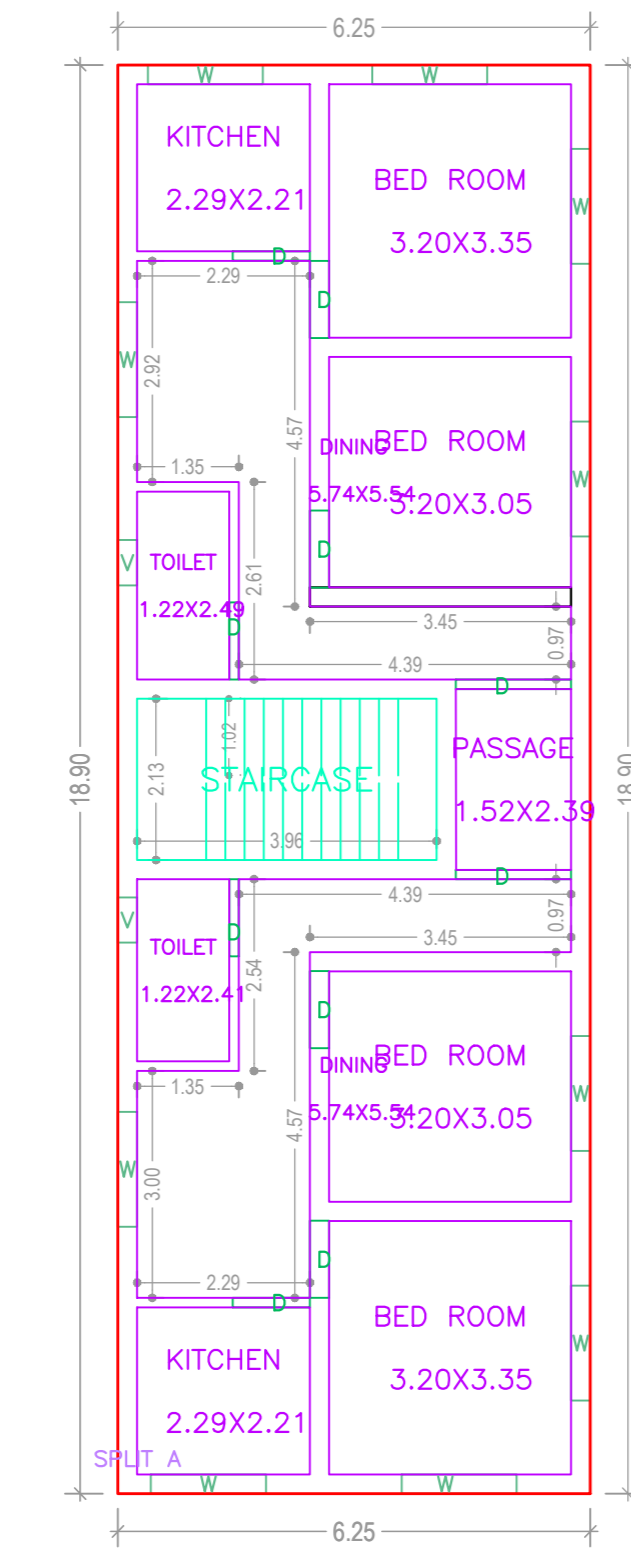 6.25
W
W
KITCHEN
2.29X2.21
BED ROOM
3.20X3.35
W
D
2.29
D
W
2.92
4.57
DINING
5.74X5.54
BED ROOM
3.20X3.05
W
1.35
D
V
TOILET
1.22X2.49
D
2.61
3.45
0.97
4.39
D
18.90
18.90
PASSAGE
1.52X2.39
1.02
2.13
STAIRCASE
3.96
D
4.39
0.97
V
D
3.45
TOILET
1.22X2.41
2.54
D
DINING
5.74X5.54
BED ROOM
3.20X3.05
W
1.35
4.57
W
3.00
D
2.29
D
BED ROOM
3.20X3.35
W
KITCHEN
2.29X2.21
SPLIT A
W
W
6.25